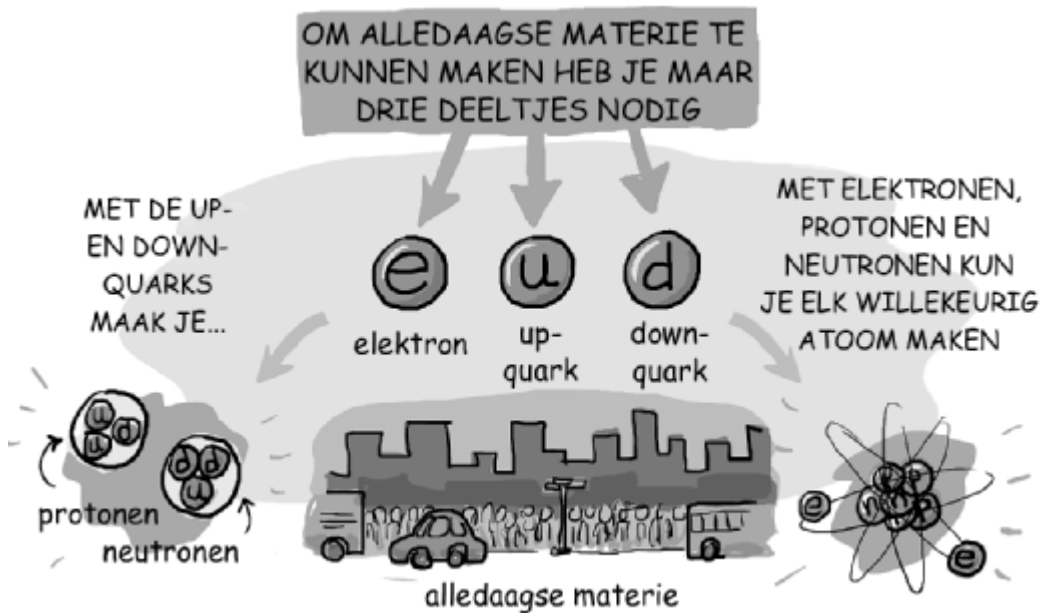 OM ALLEDAAGSE MATERIE TE
KUNNEN MAKEN HEB JE MAAR
DRIE DEELTJES NODIG
MET DE UP-
EN DOWN-
QUARKS
MAAK JE...
e
u
d
elektron
up-
quark
down-
quark
MET ELEKTRONEN,
PROTONEN EN
NEUTRONEN KUN
JE ELK WILLEKEURIG
ATOOM MAKEN
u
u
d
d
d
u
protonen
neutronen
alledaagse materie
e
n
p
e